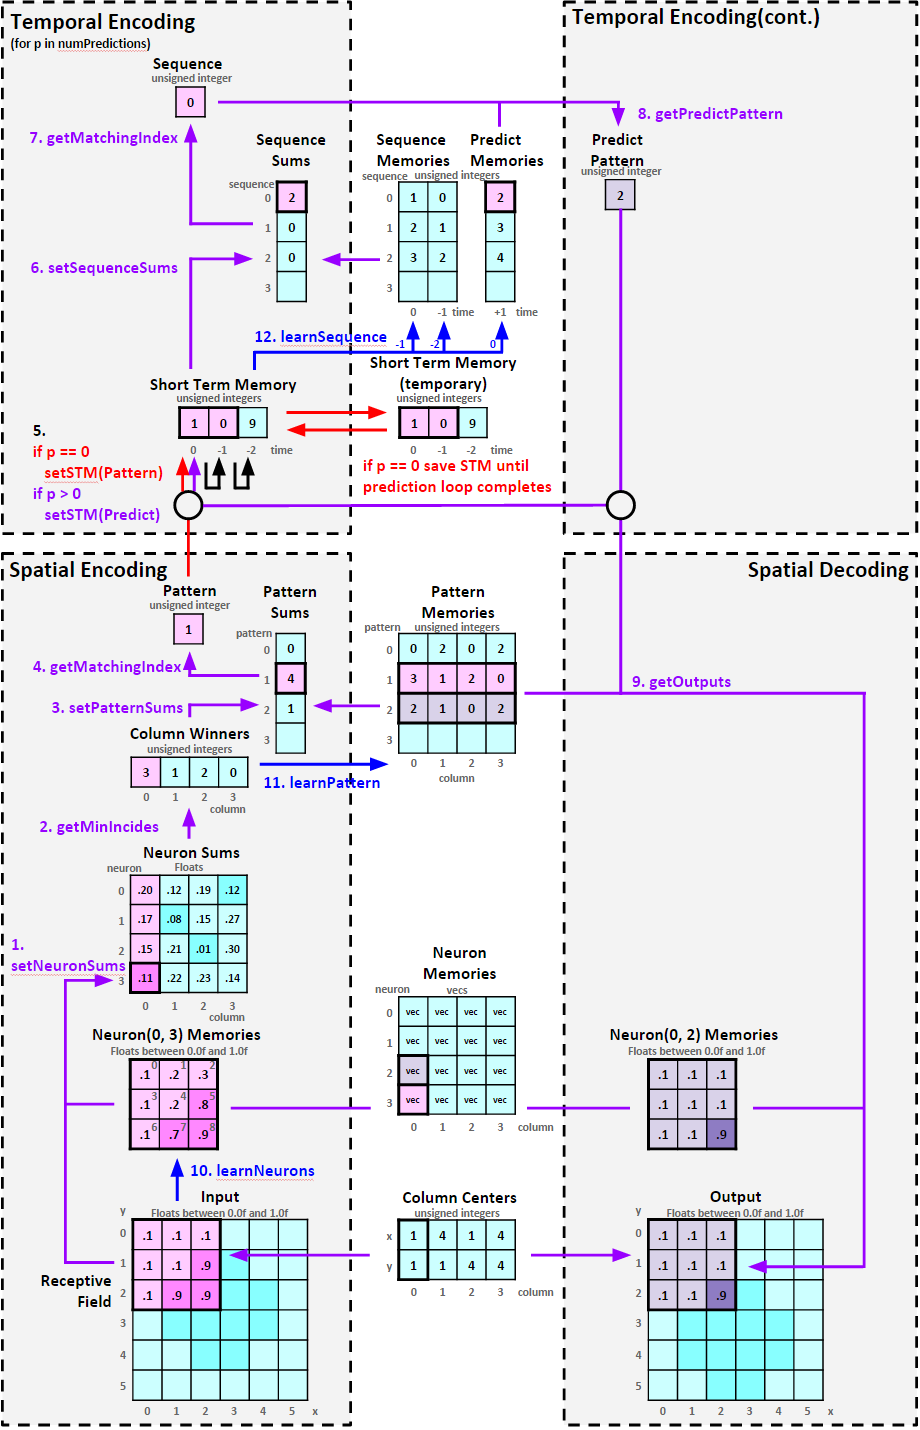 Temporal Encoding
(for p in numPredictions)
Temporal Encoding(cont.)
Sequence
unsigned integer
0
7. getMatchingIndex
8. getPredictPattern
Sequence
Sums
sequence
0 2
1 0
2 0
3
Sequence
Memories
Predict
Memories
sequence unsigned integers
0 1 0 2
1 2 1 3
2 3 2 4
3
0 -1 time +1 time
Predict
Pattern
unsigned integer
2
6. setSequenceSums
12. learnSequence
-1 -2 0
Short Term Memory
unsigned integers
1 0 9
0 -1 -2 time
Short Term Memory
(temporary)
unsigned integers
1 0 9
0 -1 -2 time
5.
if p == 0
setSTM(Pattern)
if p > 0
setSTM(Predict)
if p == 0 save STM until
prediction loop completes
Spatial Encoding
Spatial Decoding
Pattern
unsigned integer
1
4. getMatchingIndex
Pattern
Sums
pattern
0 0
1 4
2 1
3
Pattern
Memories
pattern unsigned integers
0 0 2 0 2
1 3 1 2 0
2 2 1 0 2
3
0 1 2 3
column
9. getOutputs
3. setPatternSums
Column Winners
unsigned integers
3 1 2 0
0 1 2 3
column
11. learnPattern
2. getMinIncides
Neuron Sums
neuron Floats
0 .20 .12 .19 .12
1 .17 .08 .15 .27
2 .15 .21 .01 .30
3 .11 .22 .23 .14
0 1 2 3
column
1.
setNeuronSums
Neuron
Memories
neuron vecs
0 vec vec vec vec
1 vec vec vec vec
2 vec vec vec vec
3 vec vec vec vec
0 1 2 3 column
Neuron(0, 3) Memories
Floats between 0.0f and 1.0f
.1 0 .2 1 .3 2
.1 3 .2 4 .8 5
.1 6 .7 7 .9 8
Neuron(0, 2) Memories
Floats between 0.0f and 1.0f
.1 .1 .1
.1 .1 .1
.1 .1 .9
10. learnNeurons
Input
y Floats between 0.0f and 1.0f
0 .1 .1 .1
1 .1 .1 .9
2 .1 .9 .9
3
4
5
0 1 2 3 4 5 x
Receptive
Field
Column Centers
unsigned integers
x 1 4 1 4
y 1 1 4 4
0 1 2 3 column
Output
y Floats between 0.0f and 1.0f
0 .1 .1 .1
1 .1 .1 .1
2 .1 .1 .9
3
4
5
0 1 2 3 4 5 x